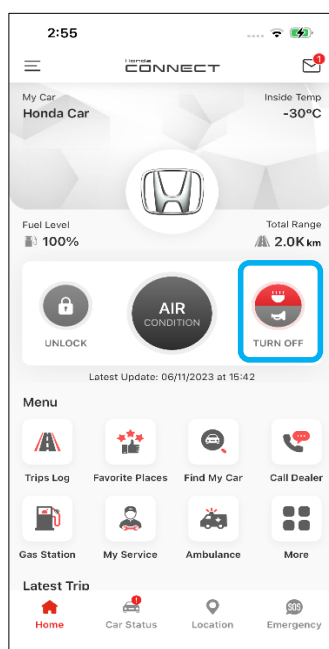 2:55
Honda
CONNECT
1
My Car
Inside Temp
Honda Car
-30°C
Fuel Level
Total Range
100%
2.0K km
AIR
CONDITION
UNLOCK
TURN OFF
Latest Update: 06/11/2023 at 15:42
Menu
Trips Log
Favorite Places
Find My Car
Call Dealer
Gas Station
My Service
Ambulance
More
Latest Trip
SOS
Home
Car Status
Location
Emergency